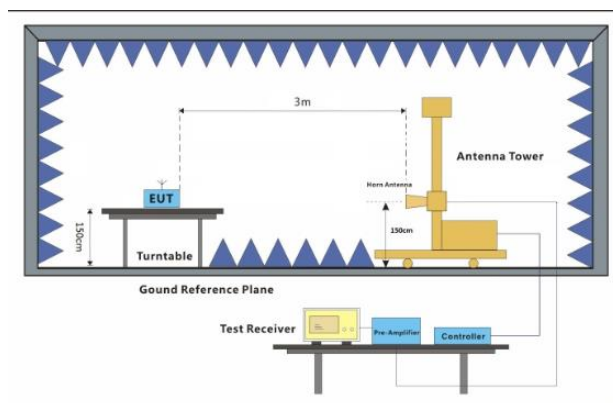 3m
Antenna Tower
Horn Antenna
EUT
150cm
150cm
Turntable
Gound Reference Plane
Test Receiver
Pre-Amplifier
Controller